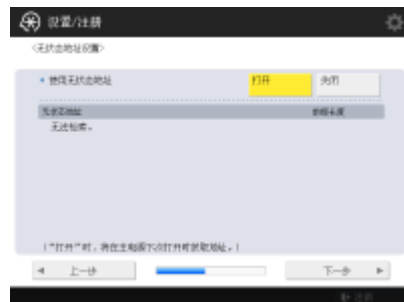 设置/注册
<无状态地址设置>
使用无状态地址
打开
关闭
无状态地址
前缀长度
无法检索。
| "打开"时，将在主电源下次打开时获取地址。|
上一步
下一步
注销